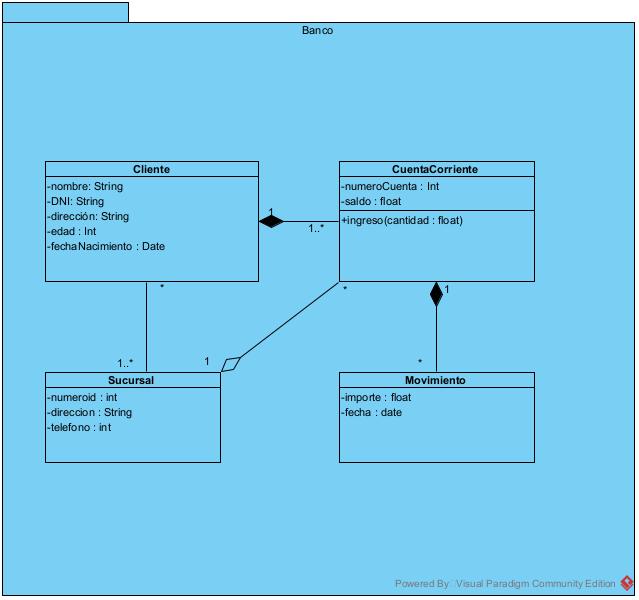 Banco
Cliente
-nombre: String
-DNI: String
-dirección: String
-edad : Int
-fechaNacimiento : Date
1
1..*
CuentaCorriente
-numeroCuenta : Int
-saldo : float
+ingreso(cantidad : float)
*
1..*
1
*
1
*
Sucursal
-numeroid : int
-direccion : String
-telefono : int
Movimiento
-importe : float
-fecha : date
Powered By Visual Paradigm Community Edition